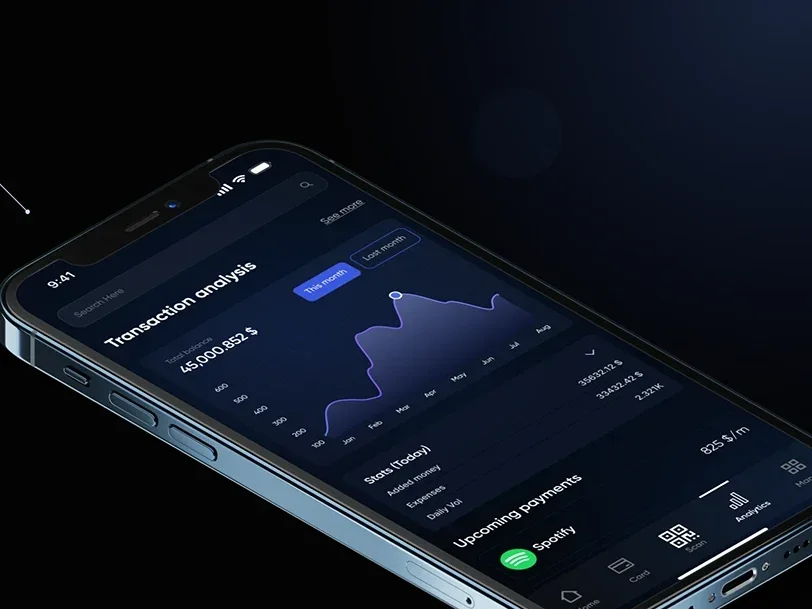 9:41
Search Here
See more
Transaction analysis
This month
Last month
Total balance
45,000.852 $
600
500
400
300
200
100
Jan
Feb
Mar
Apr
May
Jun
Jul
Aug
Stats (Today)
Added money
35632.12 $
Expenses
33432.42 $
Daily Vol
2.321K
Upcoming payments
Spotify
825 $/m
Home
Card
Scan
Analytics